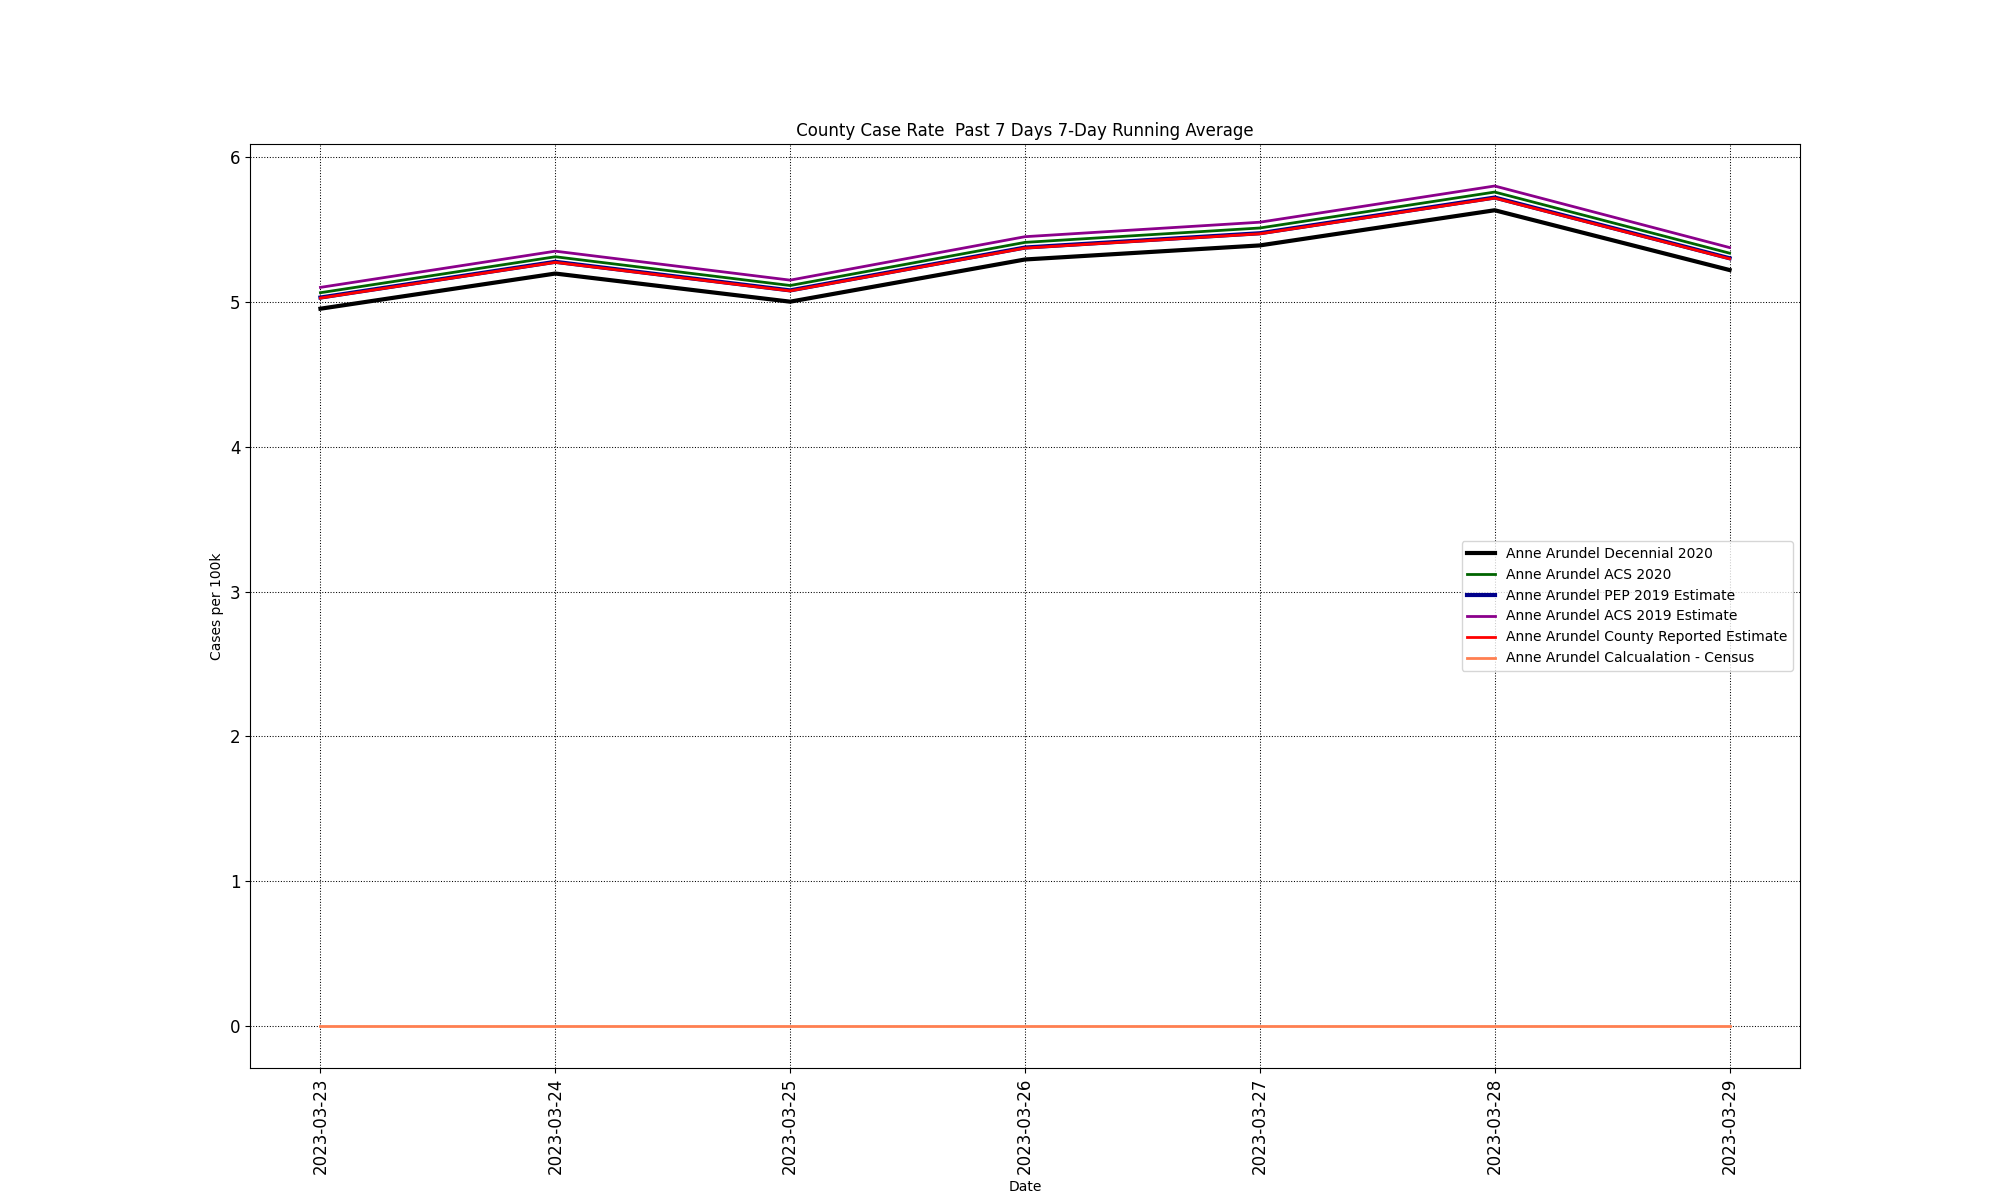 County Case Rate  Past 7 Days 7-Day Running Average
6
5
4
3
2
1
0
Cases per 100k
Anne Arundel Decennial 2020
Anne Arundel ACS 2020
Anne Arundel PEP 2019 Estimate
Anne Arundel ACS 2019 Estimate
Anne Arundel County Reported Estimate
Anne Arundel Calcualation - Census
2023-03-23
2023-03-24
2023-03-25
2023-03-26
2023-03-27
2023-03-28
2023-03-29
Date